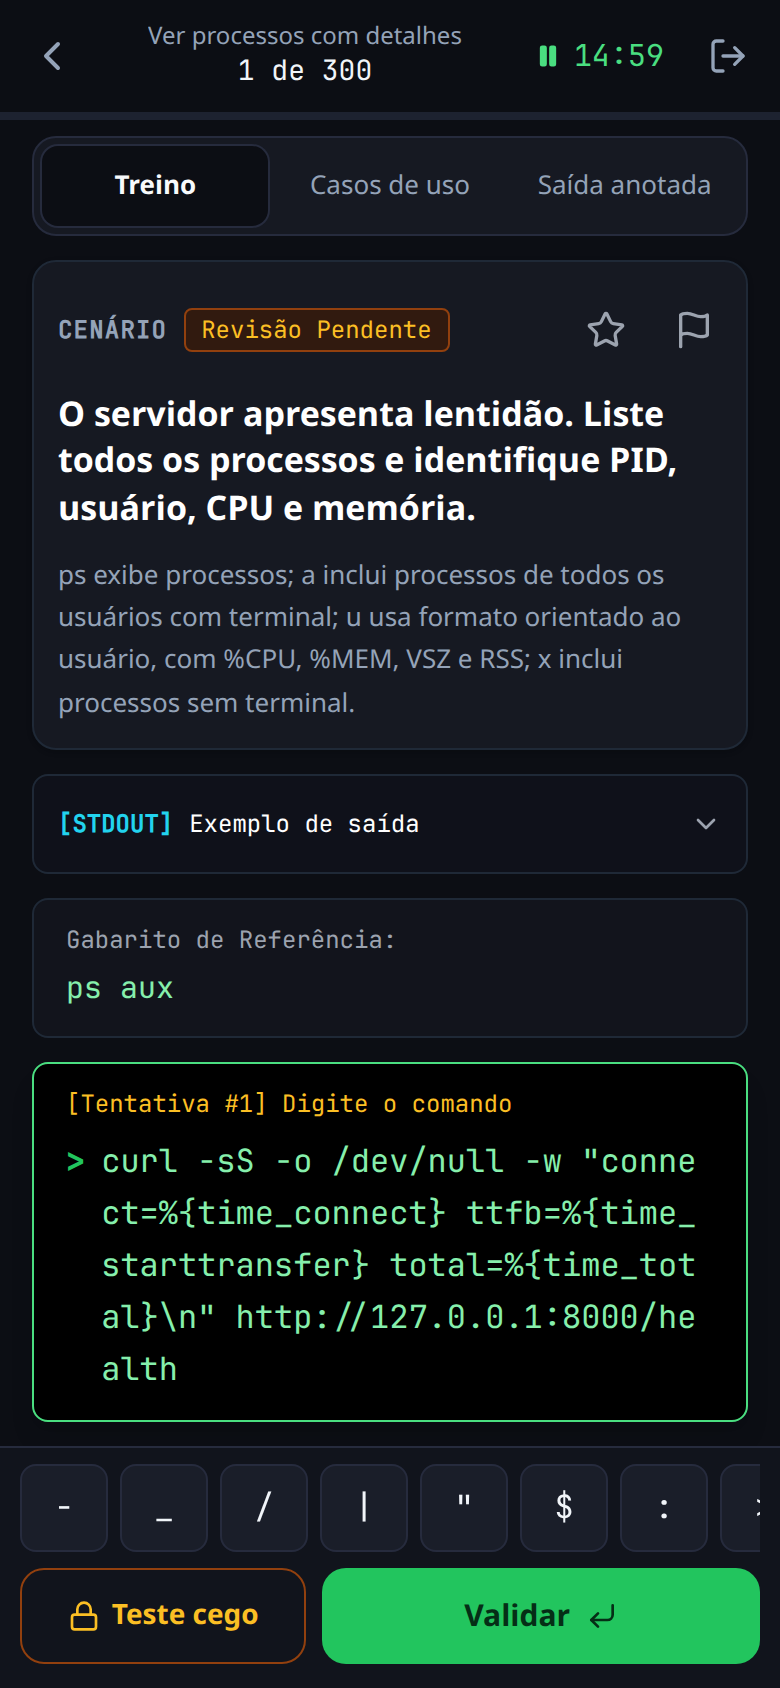 Ver processos com detalhes
1 de 300
14:59
Treino
Casos de uso
Saída anotada
CENÁRIO
Revisão Pendente
O servidor apresenta lentidão. Liste
todos os processos e identifique PID,
usuário, CPU e memória.
ps exibe processos; a inclui processos de todos os
usuários com terminal; u usa formato orientado ao
usuário, com %CPU, %MEM, VSZ e RSS; x inclui
processos sem terminal.
[STDOUT] Exemplo de saída
Gabarito de Referência:
ps aux
[Tentativa #1] Digite o comando
> curl -sS -o /dev/null -w "conne
ct=%{time_connect} ttfb=%{time_
starttransfer} total=%{time_tot
al}\n" http://127.0.0.1:8000/he
alth
- _ / | " $ :
Teste cego
Validar